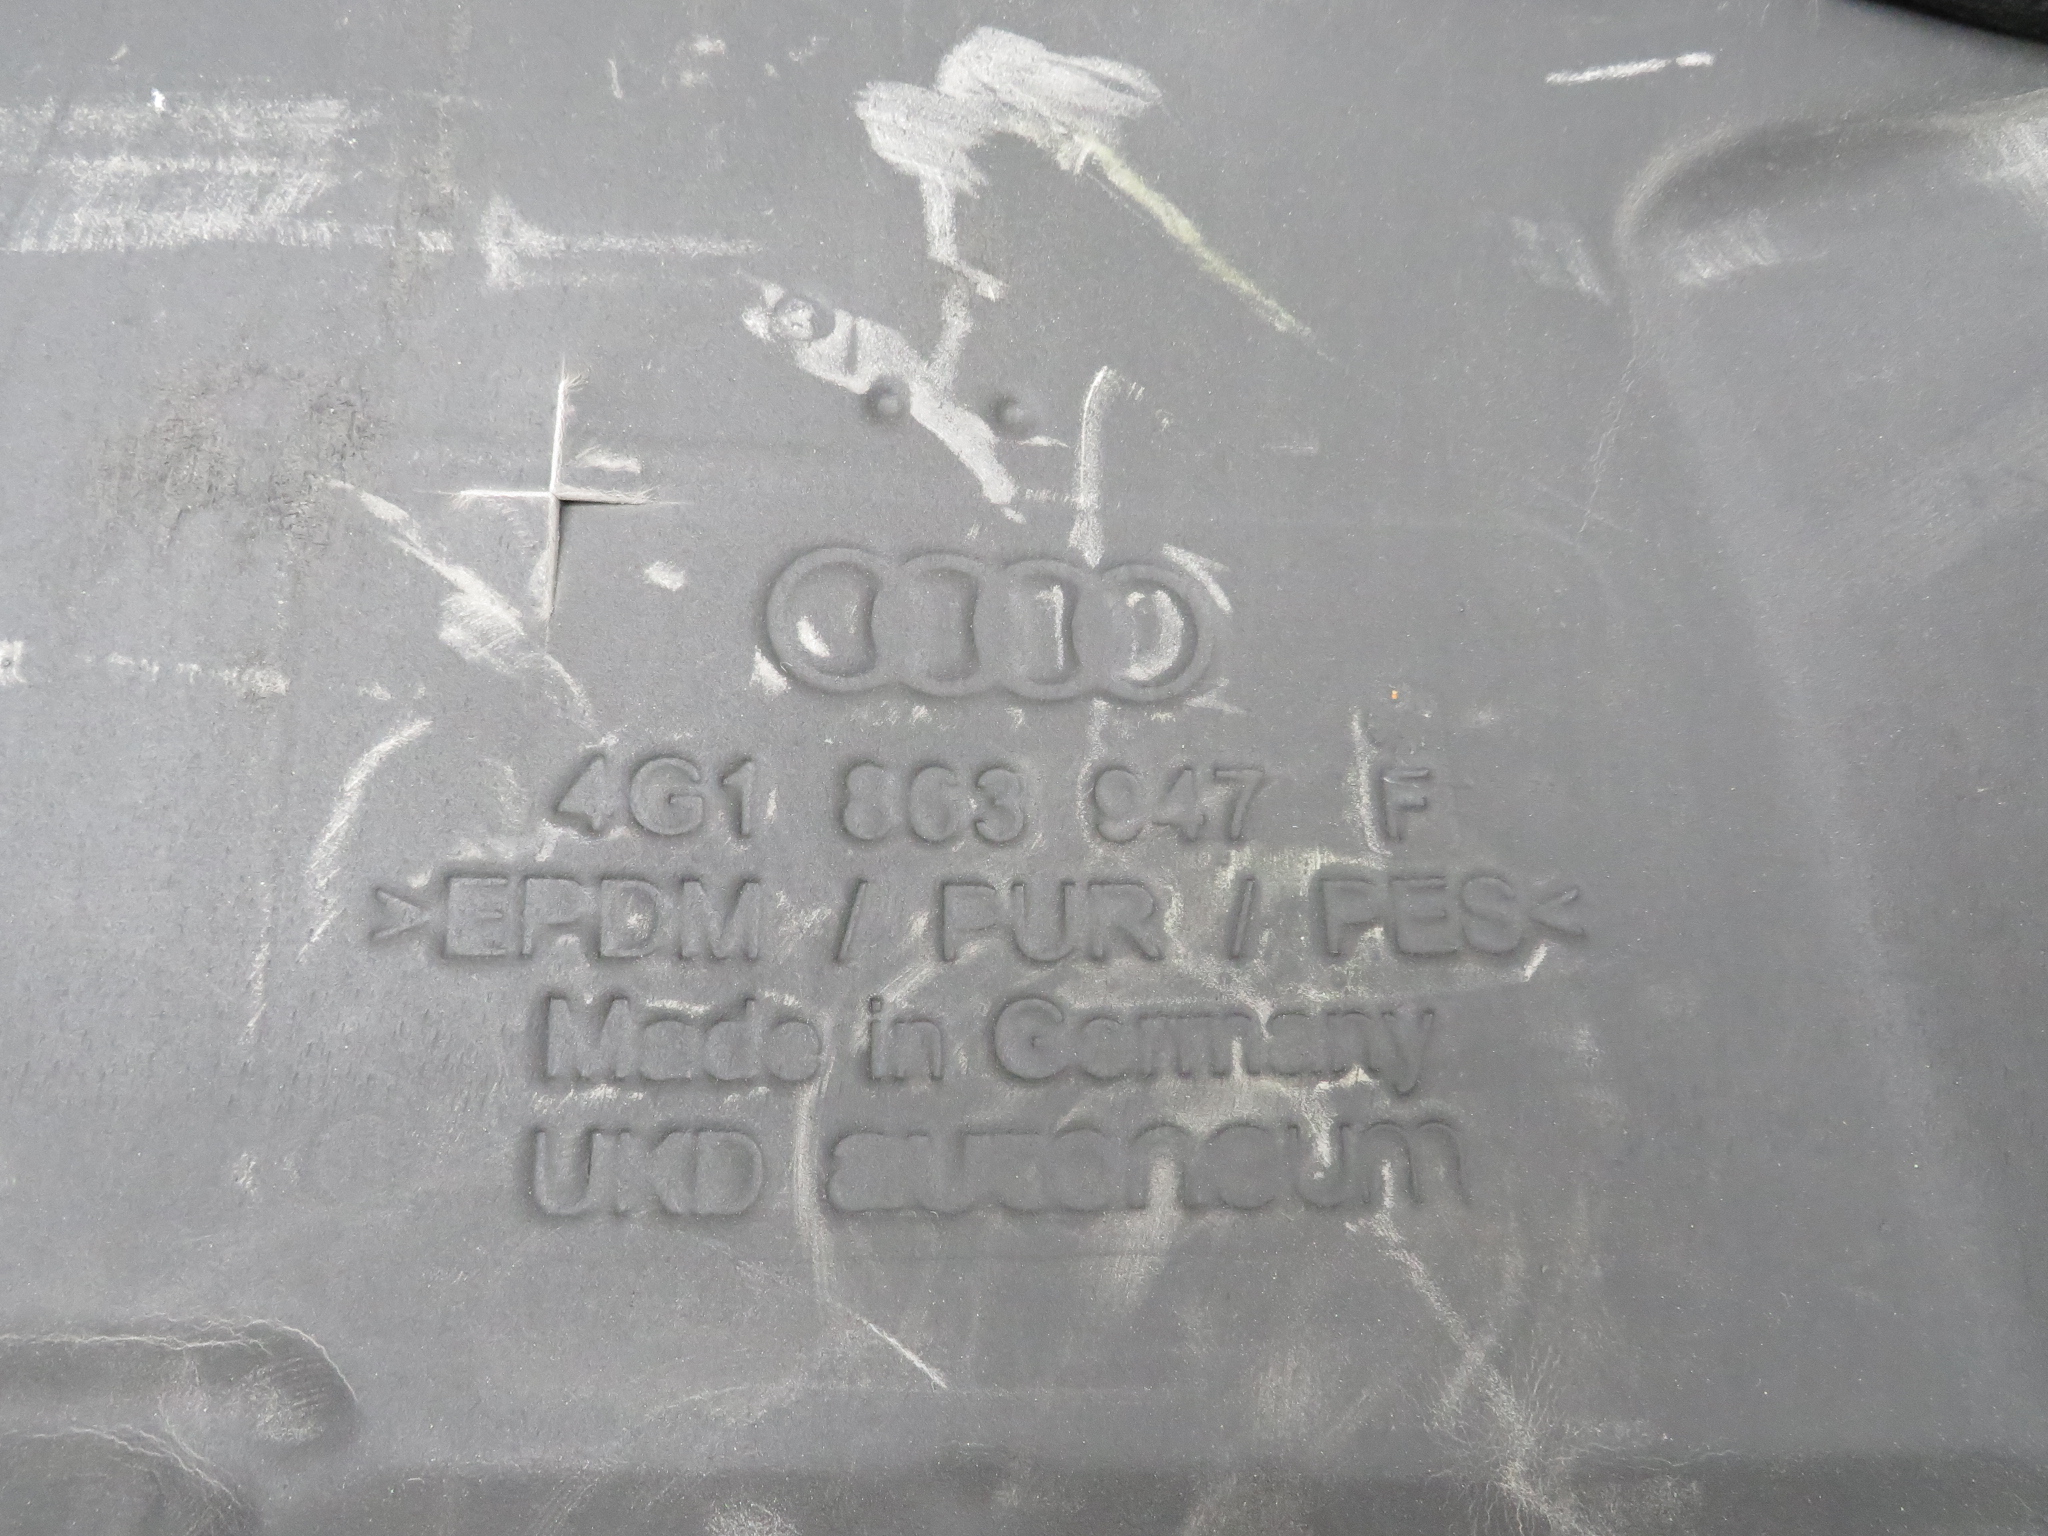 4G1 863 947 F
>EPDM / PUR / PES<
Made in Germany
UKD autoneum